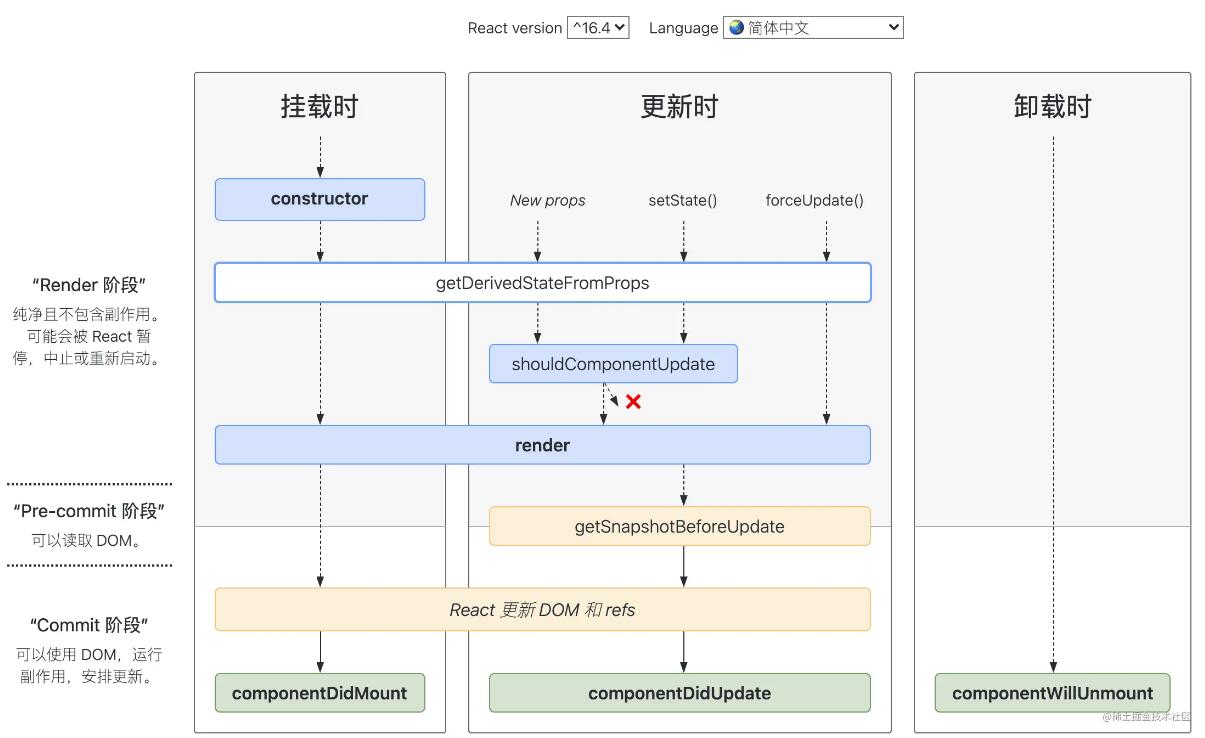 React version ^16.4 Language 简体中文
挂载时
更新时
卸载时
constructor
New props
setState()
forceUpdate()
“Render 阶段”
纯净且不包含副作用。
可能会被 React 暂
停，中止或重新启动。
getDerivedStateFromProps
shouldComponentUpdate
render
“Pre-commit 阶段”
可以读取 DOM。
getSnapshotBeforeUpdate
“Commit 阶段”
可以使用 DOM，运行
副作用，安排更新。
React 更新 DOM 和 refs
componentDidMount
componentDidUpdate
componentWillUnmount
@稀土掘金技术社区